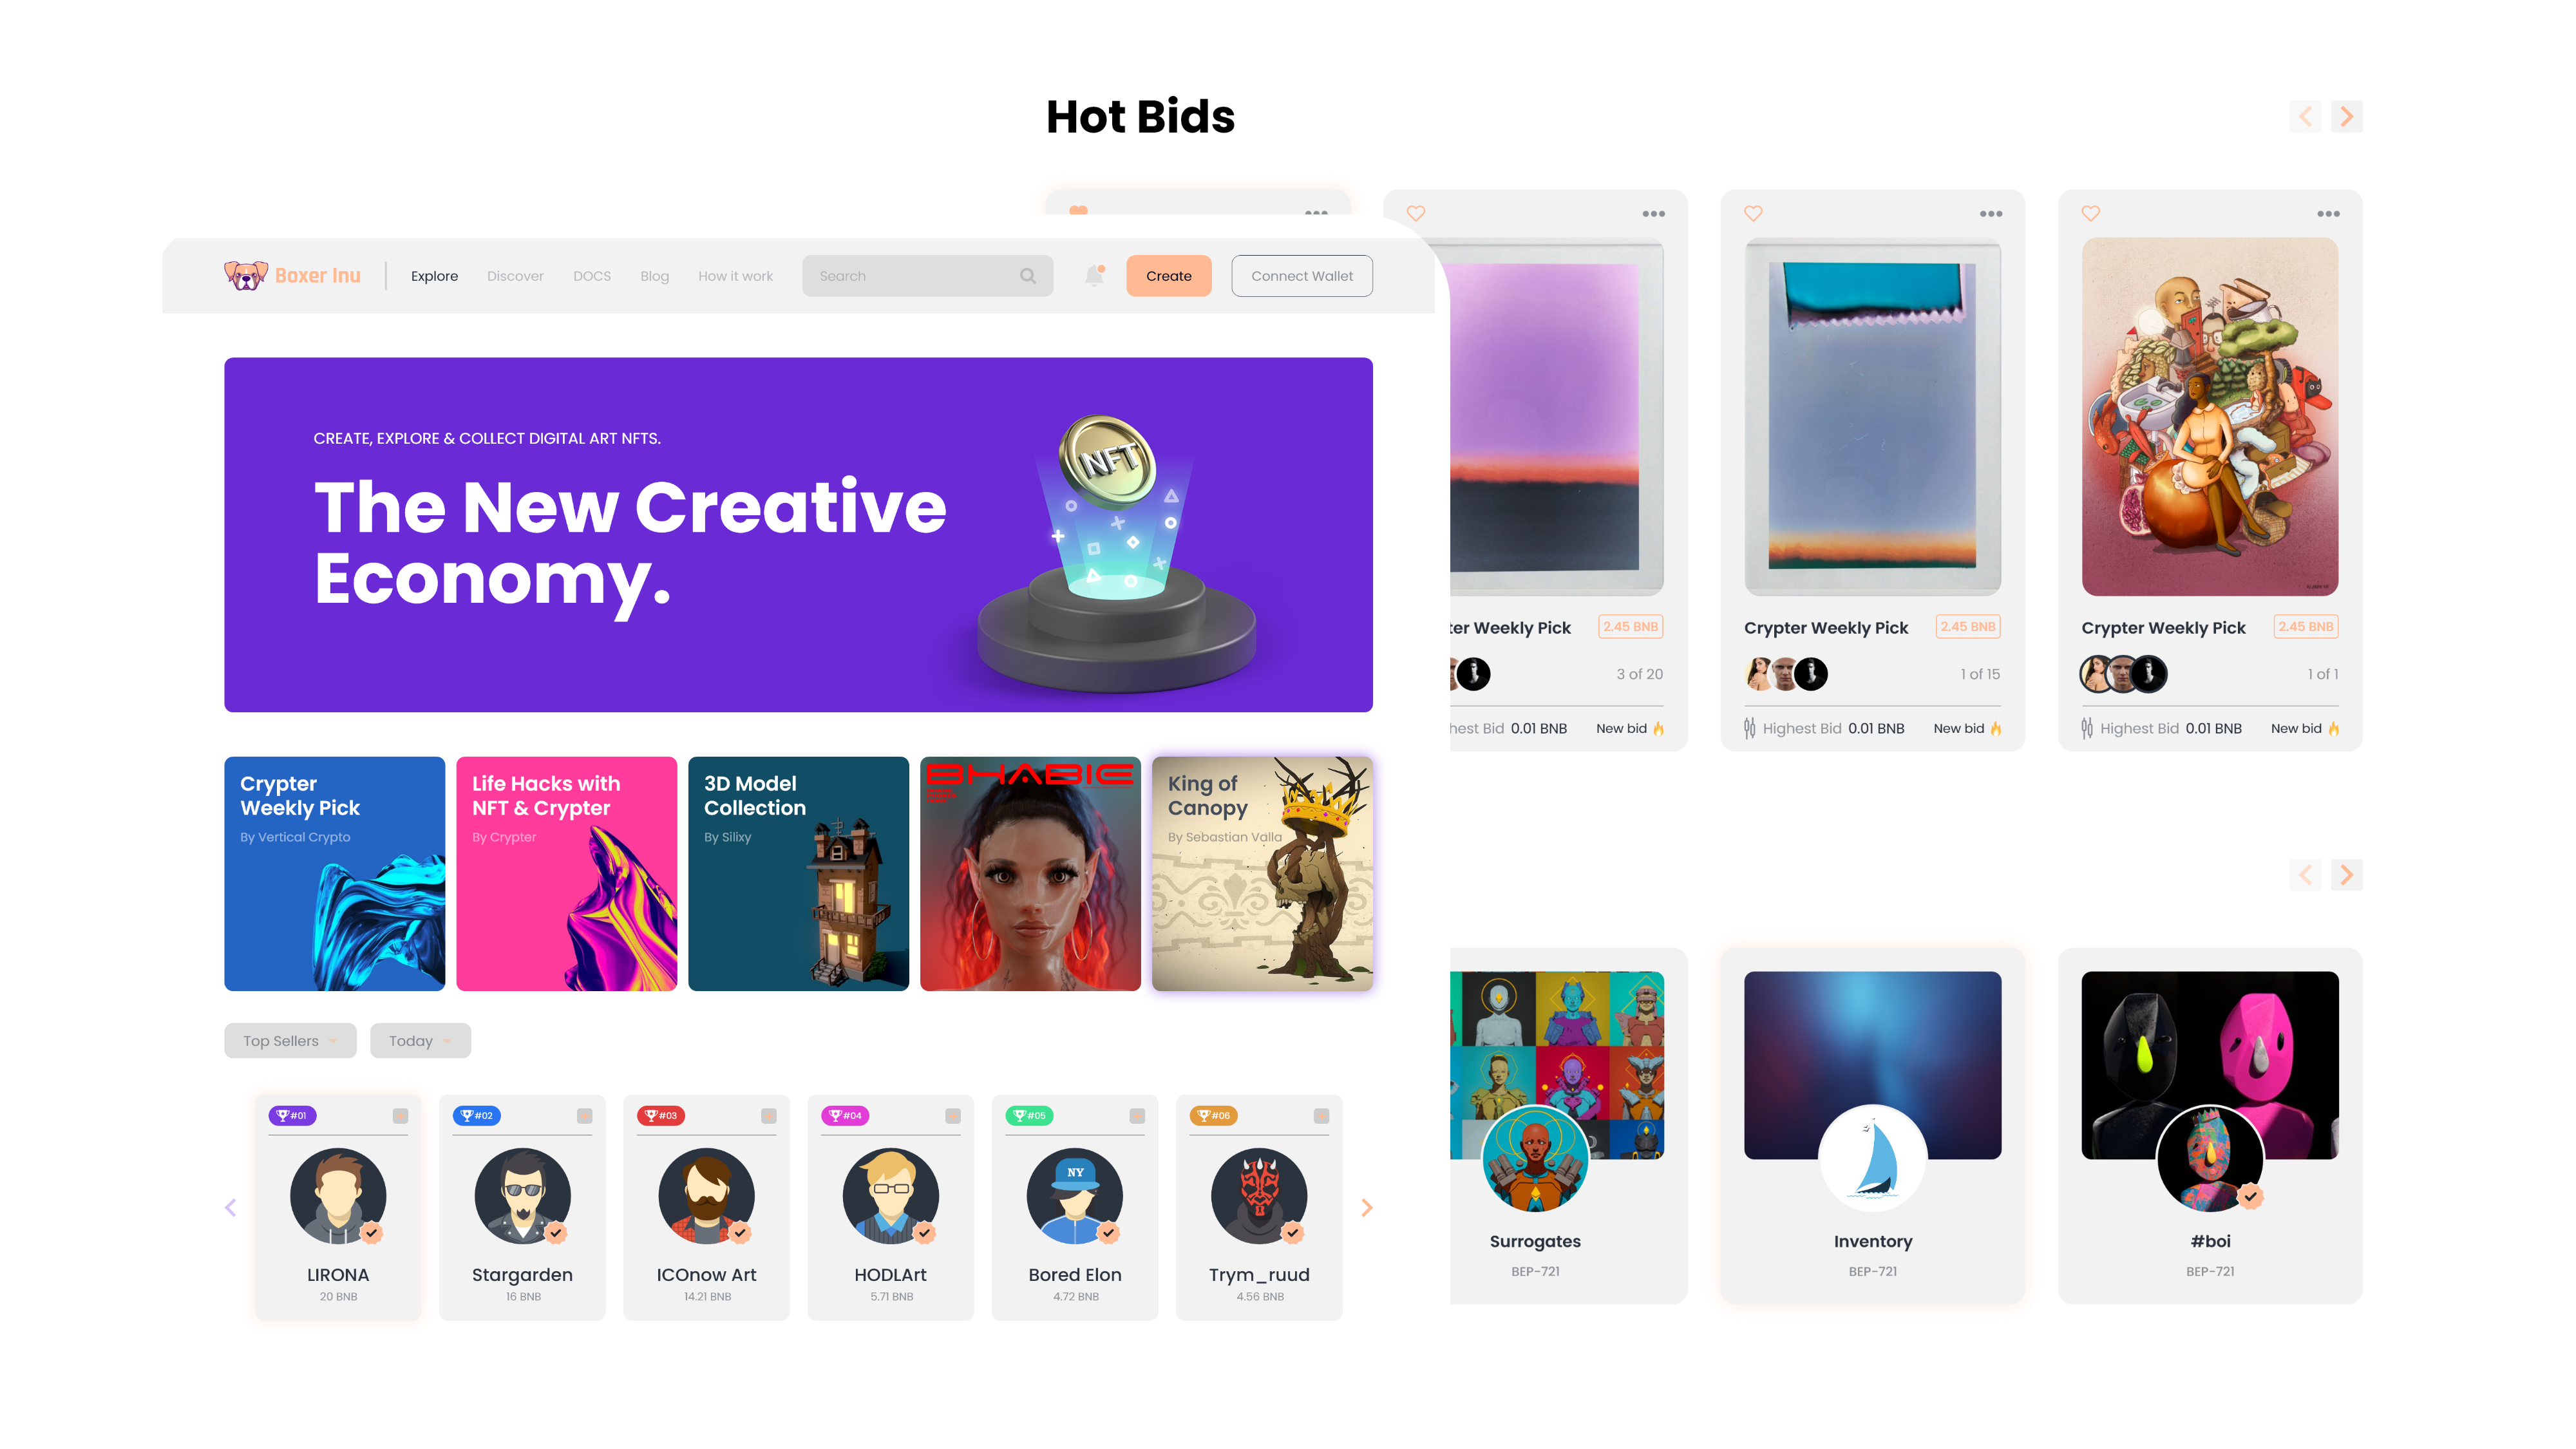 Hot Bids
Boxer Inu
Explore
Discover
DOCS
Blog
How it work
Search
Create
Connect Wallet
CREATE, EXPLORE & COLLECT DIGITAL ART NFTS.
The New Creative
Economy.
NFT
Crypter
Weekly Pick
By Vertical Crypto
Life Hacks with
NFT & Crypter
By Crypter
3D Model
Collection
By Silixy
BHABIE
King of
Canopy
By Sebastian Valla
Top Sellers
Today
#01
LIRONA
20 BNB
#02
Stargarden
16 BNB
#03
ICOnow Art
14.21 BNB
#04
HODLArt
5.71 BNB
#05
NY
Bored Elon
4.72 BNB
#06
Trym_ruud
4.56 BNB
ter Weekly Pick
2.45 BNB
3 of 20
hest Bid 0.01 BNB
New bid
Crypter Weekly Pick
2.45 BNB
1 of 15
Highest Bid 0.01 BNB
New bid
Crypter Weekly Pick
2.45 BNB
1 of 1
Highest Bid 0.01 BNB
New bid
Surrogates
BEP-721
Inventory
BEP-721
#boi
BEP-721